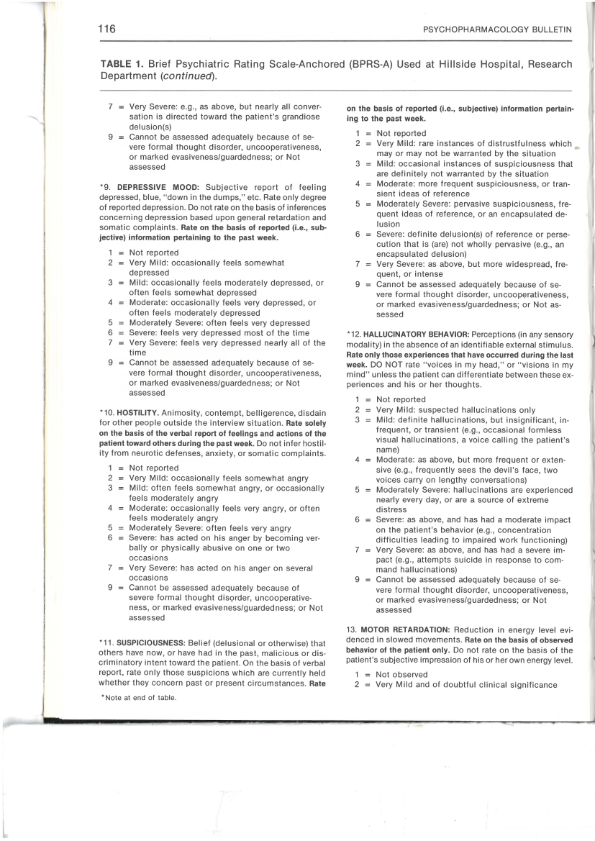 116
PSYCHOPHARMACOLOGY BULLETIN
TABLE 1. Brief Psychiatric Rating Scale-Anchored (BPRS-A) Used at Hillside Hospital, Research
Department (continued).
7 = Very Severe: e.g., as above, but nearly all conver-
sation is directed toward the patient's grandiose
delusion(s)
9 = Cannot be assessed adequately because of se-
vere formal thought disorder, uncooperativeness,
or marked evasiveness/guardedness; or Not
assessed
*9. DEPRESSIVE MOOD: Subjective report of feeling
depressed, blue, "down in the dumps," etc. Rate only degree
of reported depression. Do not rate on the basis of inferences
concerning depression based upon general retardation and
somatic complaints. Rate on the basis of reported (i.e., sub-
jective) information pertaining to the past week.
1 = Not reported
2 = Very Mild: occasionally feels somewhat
depressed
3 = Mild: occasionally feels moderately depressed, or
often feels somewhat depressed
4 = Moderate: occasionally feels very depressed, or
often feels moderately depressed
5 = Moderately Severe: often feels very depressed
6 = Severe: feels very depressed most of the time
7 = Very Severe: feels very depressed nearly all of the
time
9 = Cannot be assessed adequately because of se-
vere formal thought disorder, uncooperativeness,
or marked evasiveness/guardedness; or Not
assessed
*10. HOSTILITY. Animosity, contempt, belligerence, disdain
for other people outside the interview situation. Rate solely
on the basis of the verbal report of feelings and actions of the
patient toward others during the past week. Do not infer hostil-
ity from neurotic defenses, anxiety, or somatic complaints.
1 = Not reported
2 = Very Mild: occasionally feels somewhat angry
3 = Mild: often feels somewhat angry, or occasionally
feels moderately angry
4 = Moderate: occasionally feels very angry, or often
feels moderately angry
5 = Moderately Severe: often feels very angry
6 = Severe: has acted on his anger by becoming ver-
bally or physically abusive on one or two
occasions
7 = Very Severe: has acted on his anger on several
occasions
9 = Cannot be assessed adequately because of
severe formal thought disorder, uncooperative-
ness, or marked evasiveness/guardedness; or Not
assessed
*11. SUSPICIOUSNESS: Belief (delusional or otherwise) that
others have now, or have had in the past, malicious or dis-
criminatory intent toward the patient. On the basis of verbal
report, rate only those suspicions which are currently held
whether they concern past or present circumstances. Rate
*Note at end of table.
on the basis of reported (i.e., subjective) information pertain-
ing to the past week.
1 = Not reported
2 = Very Mild: rare instances of distrustfulness which
may or may not be warranted by the situation
3 = Mild: occasional instances of suspiciousness that
are definitely not warranted by the situation
4 = Moderate: more frequent suspiciousness, or tran-
sient ideas of reference
5 = Moderately Severe: pervasive suspiciousness, fre-
quent ideas of reference, or an encapsulated de-
lusion
6 = Severe: definite delusion(s) of reference or perse-
cution that is (are) not wholly pervasive (e.g., an
encapsulated delusion)
7 = Very Severe: as above, but more widespread, fre-
quent, or intense
9 = Cannot be assessed adequately because of se-
vere formal thought disorder, uncooperativeness,
or marked evasiveness/guardedness; or Not as-
sessed
*12. HALLUCINATORY BEHAVIOR: Perceptions (in any sensory
modality) in the absence of an identifiable external stimulus.
Rate only those experiences that have occurred during the last
week. DO NOT rate "voices in my head," or "visions in my
mind" unless the patient can differentiate between these ex-
periences and his or her thoughts.
1 = Not reported
2 = Very Mild: suspected hallucinations only
3 = Mild: definite hallucinations, but insignificant, in-
frequent, or transient (e.g., occasional formless
visual hallucinations, a voice calling the patient's
name)
4 = Moderate: as above, but more frequent or exten-
sive (e.g., frequently sees the devil's face, two
voices carry on lengthy conversations)
5 = Moderately Severe: hallucinations are experienced
nearly every day, or are a source of extreme
distress
6 = Severe: as above, and has had a moderate impact
on the patient's behavior (e.g., concentration
difficulties leading to impaired work functioning)
7 = Very Severe: as above, and has had a severe im-
pact (e.g., attempts suicide in response to com-
mand hallucinations)
9 = Cannot be assessed adequately because of se-
vere formal thought disorder, uncooperativeness,
or marked evasiveness/guardedness; or Not
assessed
13. MOTOR RETARDATION: Reduction in energy level evi-
denced in slowed movements. Rate on the basis of observed
behavior of the patient only. Do not rate on the basis of the
patient's subjective impression of his or her own energy level.
1 = Not observed
2 = Very Mild and of doubtful clinical significance